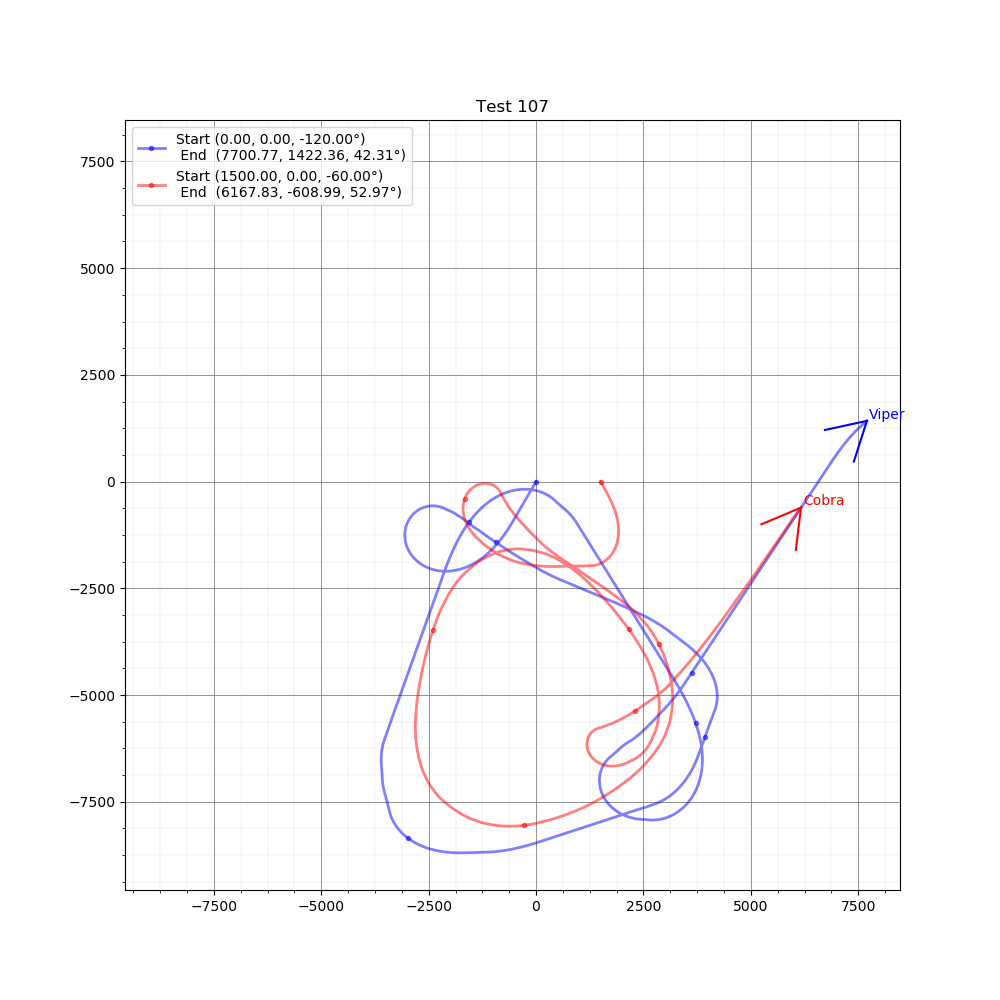 Test 107
Start (0.00, 0.00, -120.00°)
End (7700.77, 1422.36, 42.31°)
Start (1500.00, 0.00, -60.00°)
End (6167.83, -608.99, 52.97°)
7500
5000
2500
0
−2500
−5000
−7500
Viper
Cobra
−7500
−5000
−2500
0
2500
5000
7500